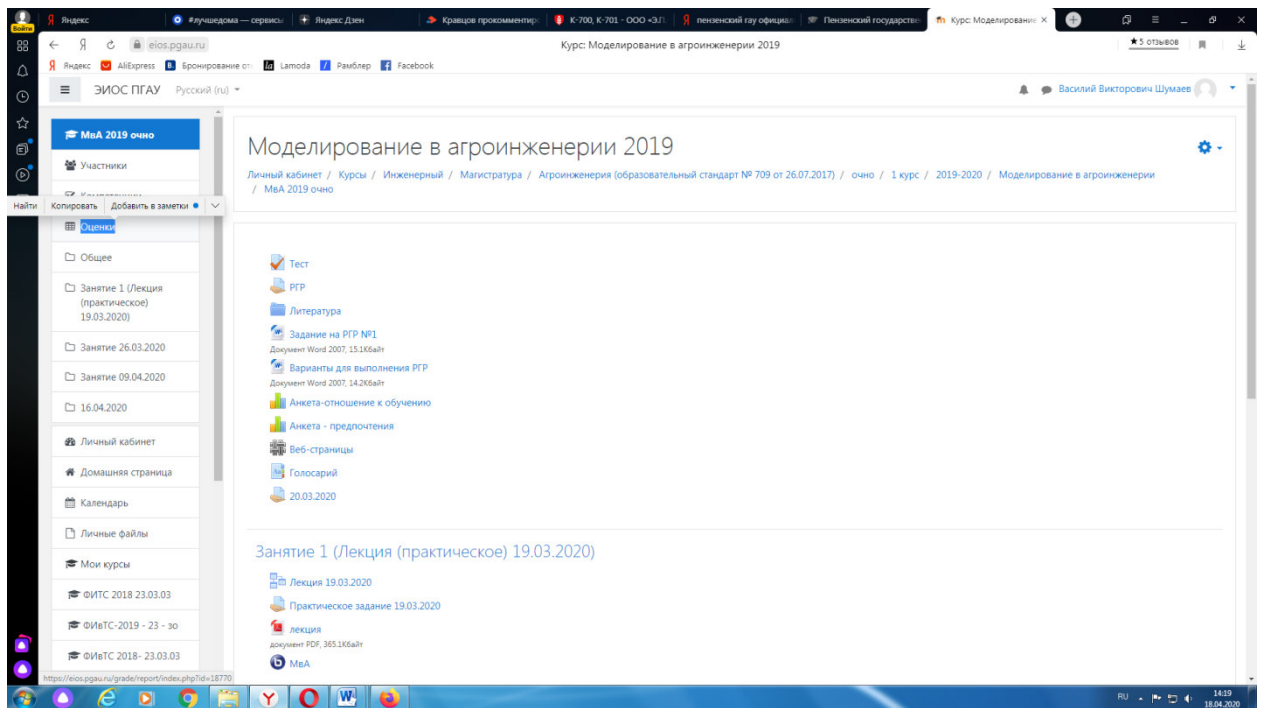 Войти
Яндекс
#лучшедома — сервисы
Яндекс Дзен
Кравцов прокомментир
К-700, К-701 - ООО «Э.Л.
пензенский гау официал
Пензенский государстве
Курс: Моделирование
eios.pgau.ru
Курс: Моделирование в агроинженерии 2019
★5 отзывов
Яндекс
AliExpress
Бронирование от
Lamoda
Рамблер
Facebook
ЭИОС ПГАУ
Русский (ru)
Василий Викторович Шумаев
МвА 2019 очно
Участники
Компетенции
Найти
Копировать
Добавить в заметки
Оценки
Общее
Занятие 1 (Лекция
(практическое)
19.03.2020)
Занятие 26.03.2020
Занятие 09.04.2020
16.04.2020
Личный кабинет
Домашняя страница
Календарь
Личные файлы
Мои курсы
ФИТС 2018 23.03.03
ФИвТС-2019 - 23 - зо
ФИвТС 2018- 23.03.03
https://eios.pgau.ru/grade/report/index.php?id=18770
Моделирование в агроинженерии 2019
Личный кабинет / Курсы / Инженерный / Магистратура / Агроинженерия (образовательный стандарт № 709 от 26.07.2017) / очно / 1 курс / 2019-2020 / Моделирование в агроинженерии
/ МвА 2019 очно
Тест
РГР
Литература
Задание на РГР №1
Документ Word 2007, 15.1Кбайт
Варианты для выполнения РГР
Документ Word 2007, 14.2Кбайт
Анкета-отношение к обучению
Анкета - предпочтения
Веб-страницы
Голосарий
20.03.2020
Занятие 1 (Лекция (практическое) 19.03.2020)
Лекция 19.03.2020
Практическое задание 19.03.2020
лекция
документ PDF, 365.1Кбайт
МвА
RU
14:19
18.04.2020